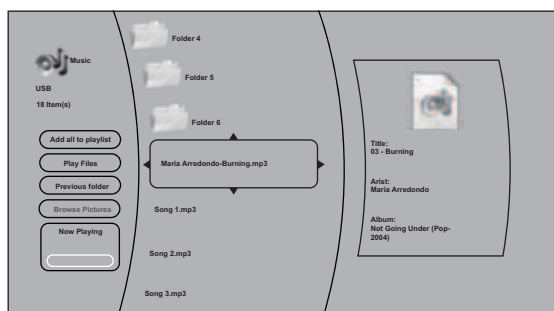 Music
USB
18 Item(s)
Add all to playlist
Play Files
Previous folder
Browse Pictures
Now Playing
Folder 4
Folder 5
Folder 6
Maria Arredondo-Burning.mp3
Song 1.mp3
Song 2.mp3
Song 3.mp3
Title:
03 - Burning
Arist:
Maria Arredondo
Album:
Not Going Under (Pop-
2004)